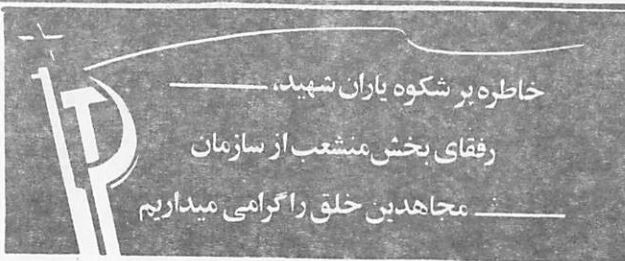 خاطره پر شکوه یاران شهید،
رفقای بخش منشعب از سازمان
مجاهدین خلق را گرامی میداریم